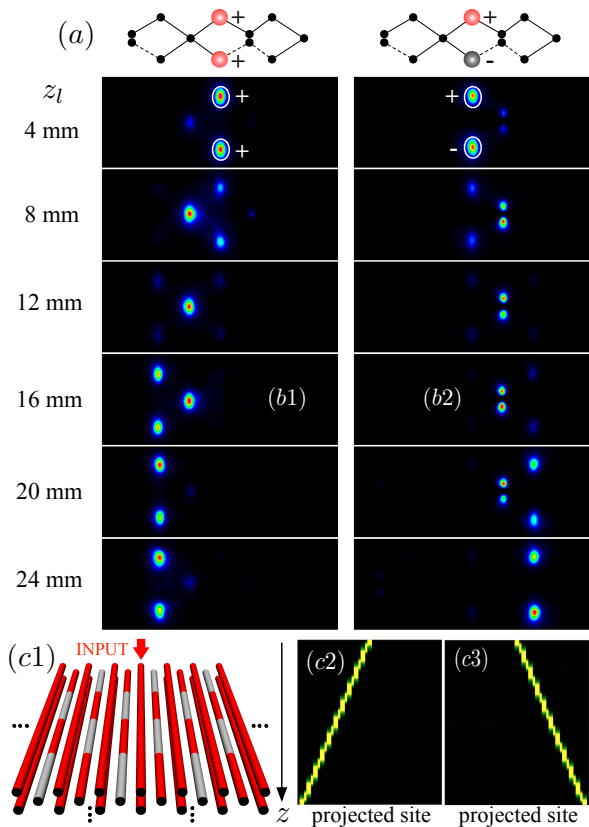 (a)
+
+
+
-
z_l
4 mm
+
+
+
-
8 mm
12 mm
16 mm
(b1)
(b2)
20 mm
24 mm
(c1)
INPUT
(c2)
(c3)
...
...
z
projected site
projected site